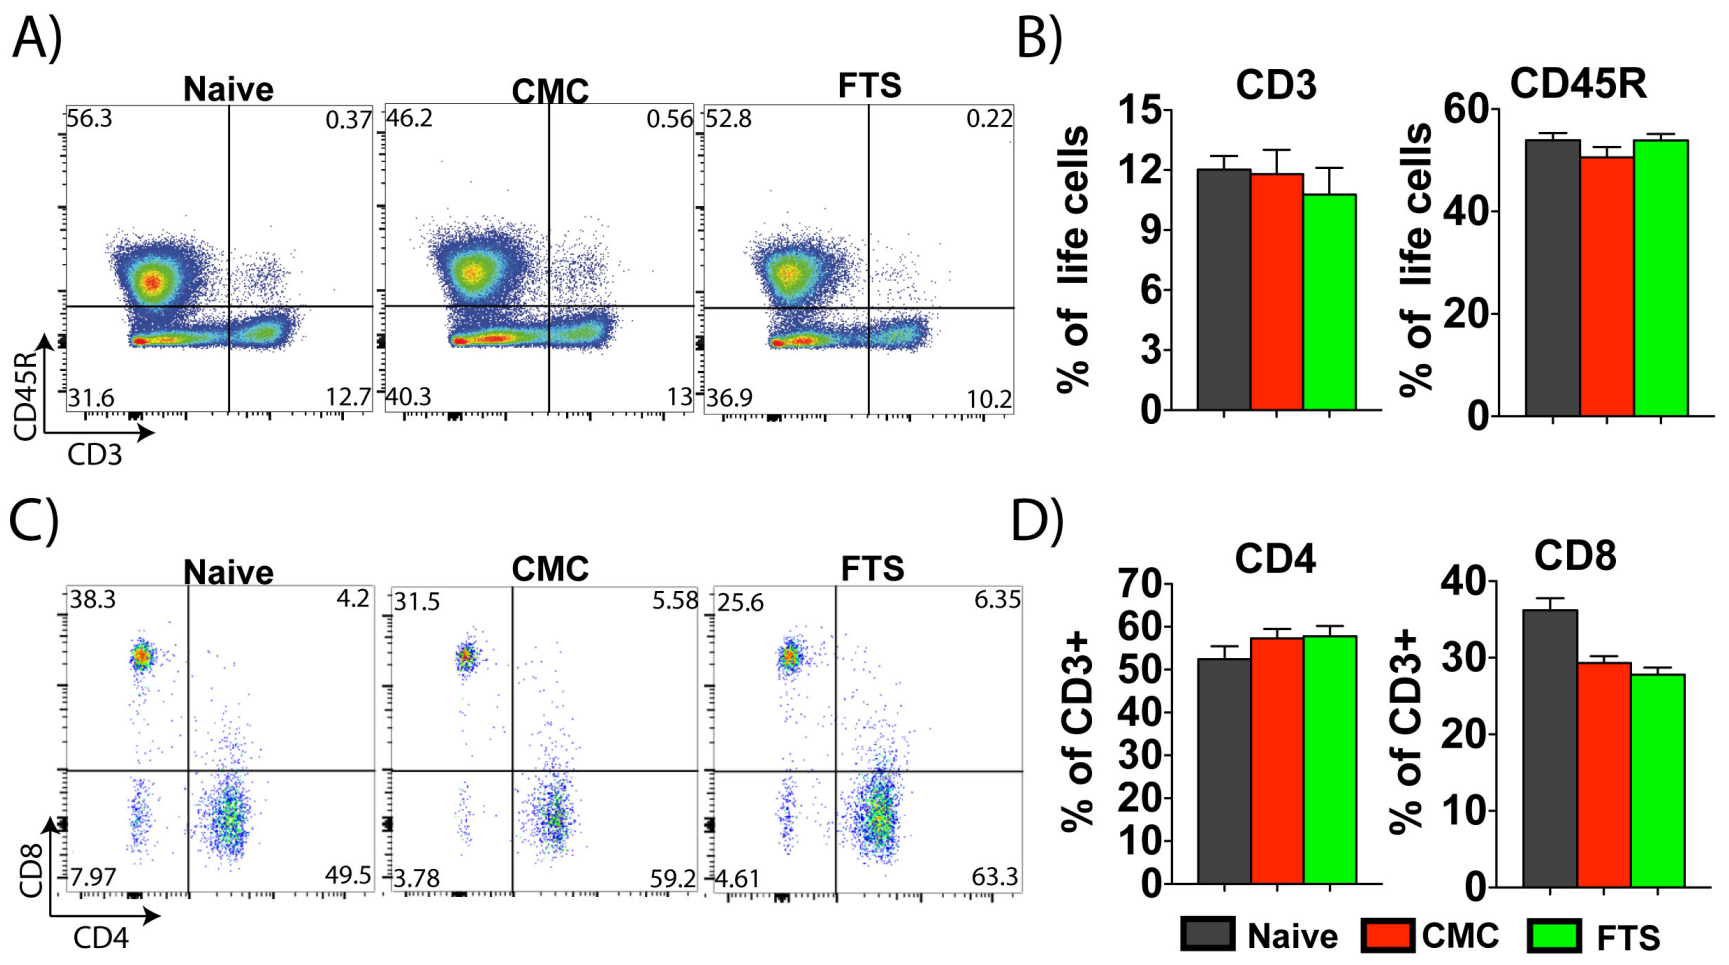 A)
Naive
CMC
FTS
56.3
0.37
46.2
0.56
52.8
0.22
31.6
12.7
40.3
13
36.9
10.2
CD45R
CD3
B)
CD3
% of life cells
15
12
9
6
3
0
CD45R
% of life cells
60
40
20
0
C)
Naive
CMC
FTS
38.3
4.2
31.5
5.58
25.6
6.35
7.97
49.5
3.78
59.2
4.61
63.3
CD8
CD4
D)
CD4
% of CD3+
70
60
50
40
30
20
10
0
CD8
% of CD3+
40
30
20
10
0
Naive
CMC
FTS